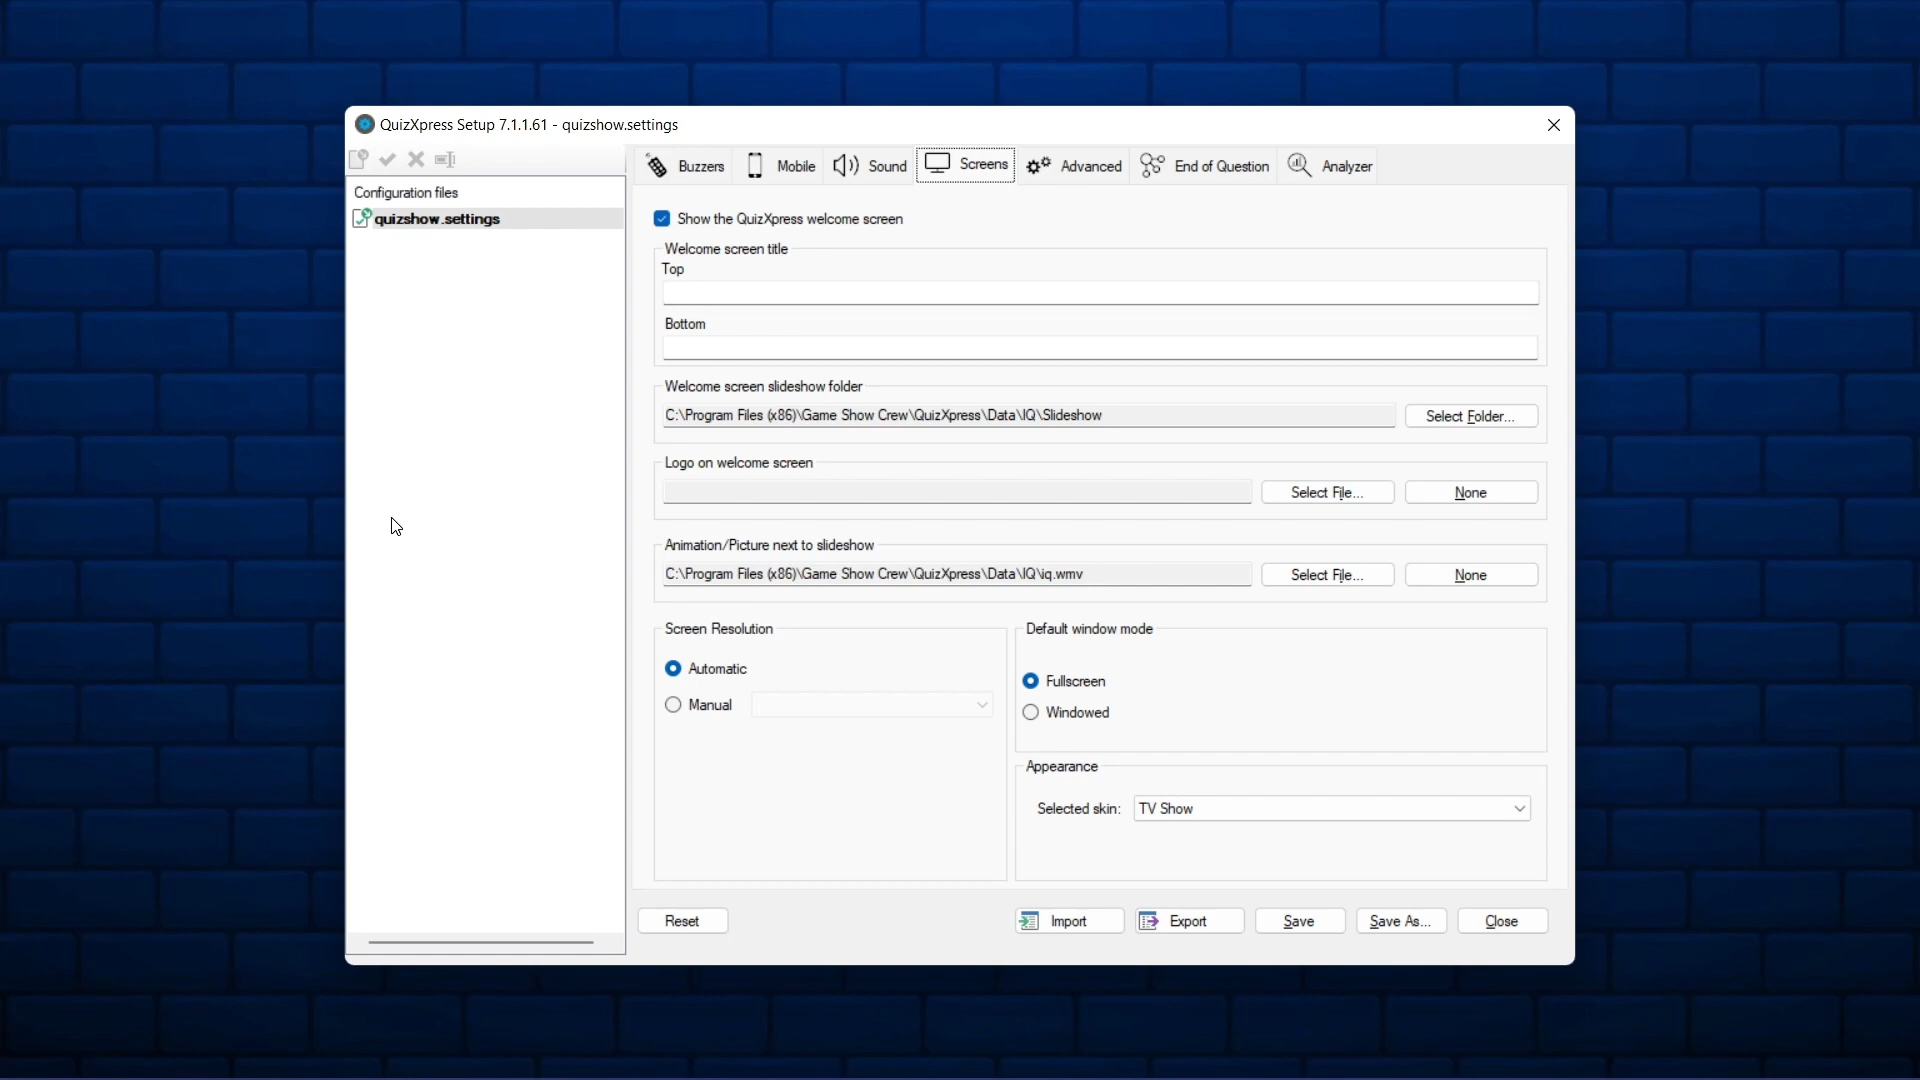 QuizXpress Setup 7.1.1.61 - quizshow.settings
Configuration files
quizshow.settings
Buzzers Mobile Sound Screens Advanced End of Question Analyzer
Show the QuizXpress welcome screen
Welcome screen title
Top
Bottom
Welcome screen slideshow folder
C:\Program Files (x86)\Game Show Crew\QuizXpress\Data\IQ\Slideshow Select Folder...
Logo on welcome screen
Select File... None
Animation/Picture next to slideshow
C:\Program Files (x86)\Game Show Crew\QuizXpress\Data\IQ\iq.wmv Select File... None
Screen Resolution
Automatic
Manual
Default window mode
Fullscreen
Windowed
Appearance
Selected skin: TV Show
Reset Import Export Save Save As... Close